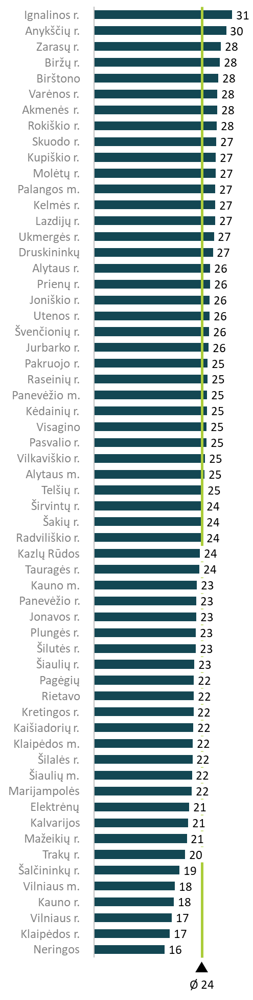 Ignalinos r. 31
Anykščių r. 30
Zarasų r. 28
Biržų r. 28
Birštono 28
Varėnos r. 28
Akmenės r. 28
Rokiškio r. 28
Skuodo r. 27
Kupiškio r. 27
Molėtų r. 27
Palangos m. 27
Kelmės r. 27
Lazdijų r. 27
Ukmergės r. 27
Druskininkų 27
Alytaus r. 26
Prienų r. 26
Joniškio r. 26
Utenos r. 26
Švenčionių r. 26
Jurbarko r. 26
Pakruojo r. 25
Raseinių r. 25
Panevėžio m. 25
Kėdainių r. 25
Visagino 25
Pasvalio r. 25
Vilkaviškio r. 25
Alytaus m. 25
Telšių r. 25
Širvintų r. 24
Šakių r. 24
Radviliškio r. 24
Kazlų Rūdos 24
Tauragės r. 24
Kauno m. 23
Panevėžio r. 23
Jonavos r. 23
Plungės r. 23
Šilutės r. 23
Šiaulių r. 23
Pagėgių 22
Rietavo 22
Kretingos r. 22
Kaišiadorių r. 22
Klaipėdos m. 22
Šilalės r. 22
Šiaulių m. 22
Marijampolės 22
Elektrėnų 21
Kalvarijos 21
Mažeikių r. 21
Trakų r. 20
Šalčininkų r. 19
Vilniaus m. 18
Kauno r. 18
Vilniaus r. 17
Klaipėdos r. 17
Neringos 16
Ø 24